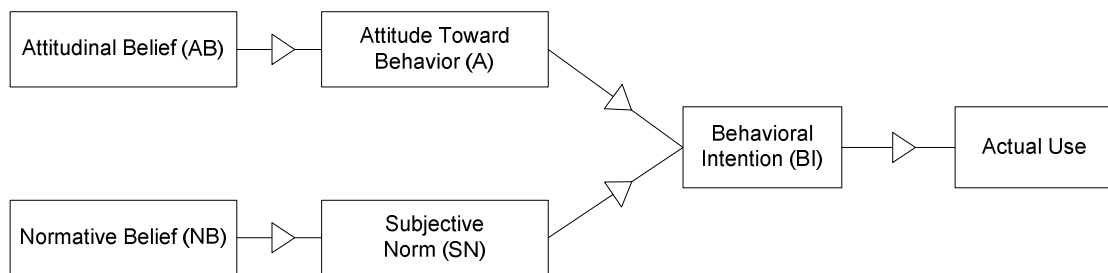 Attitudinal Belief (AB)
Attitude Toward
Behavior (A)
Behavioral
Intention (BI)
Actual Use
Normative Belief (NB)
Subjective
Norm (SN)